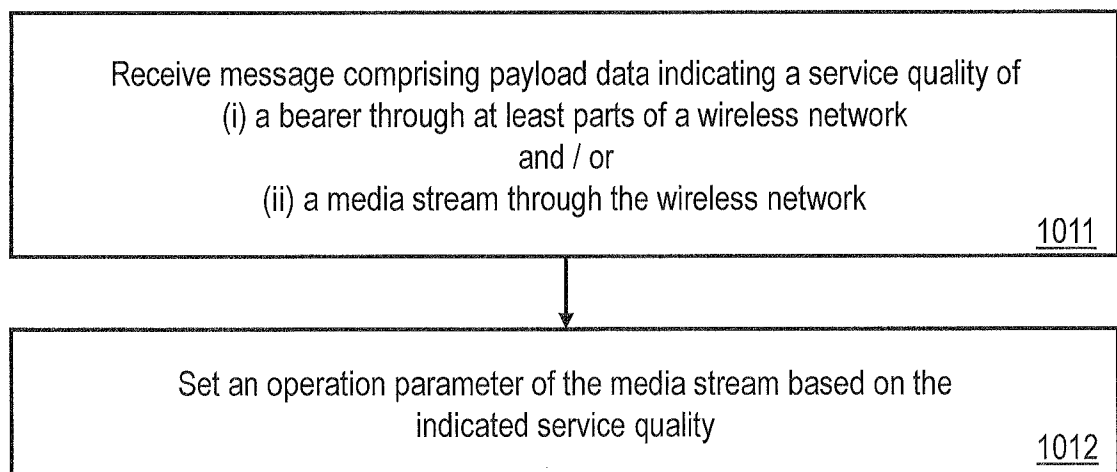 Receive message comprising payload data indicating a service quality of
(i) a bearer through at least parts of a wireless network
and / or
(ii) a media stream through the wireless network
1011
Set an operation parameter of the media stream based on the
indicated service quality
1012